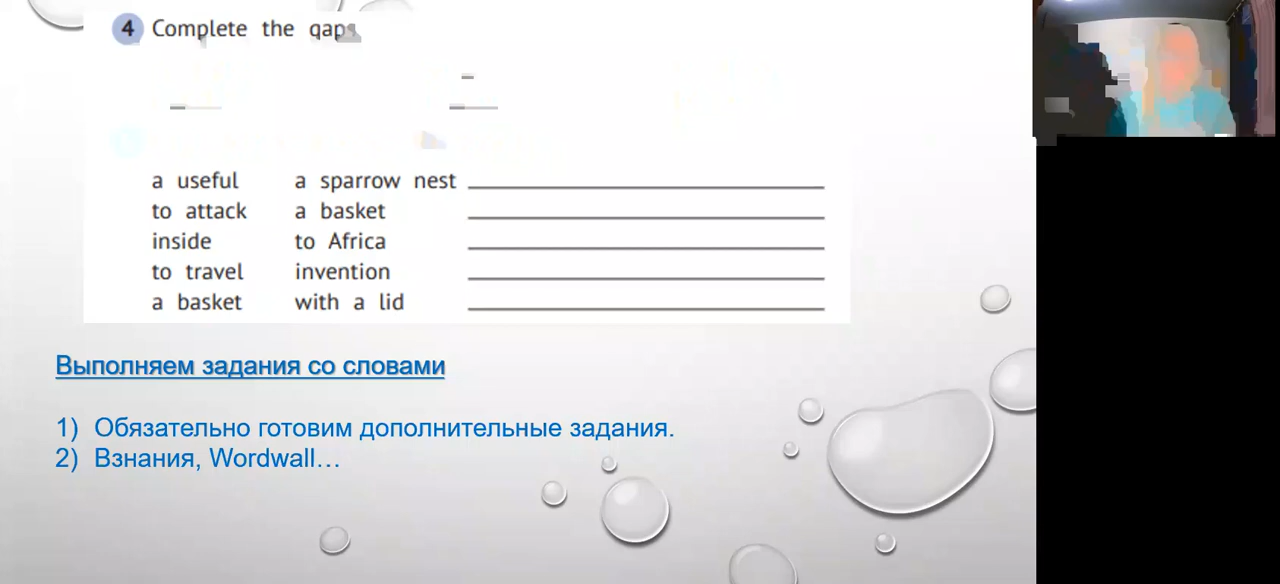 4 Complete the gaps
a useful a sparrow nest
to attack a basket
inside to Africa
to travel invention
a basket with a lid
Выполняем задания со словами
1) Обязательно готовим дополнительные задания.
2) Взнания, Wordwall…